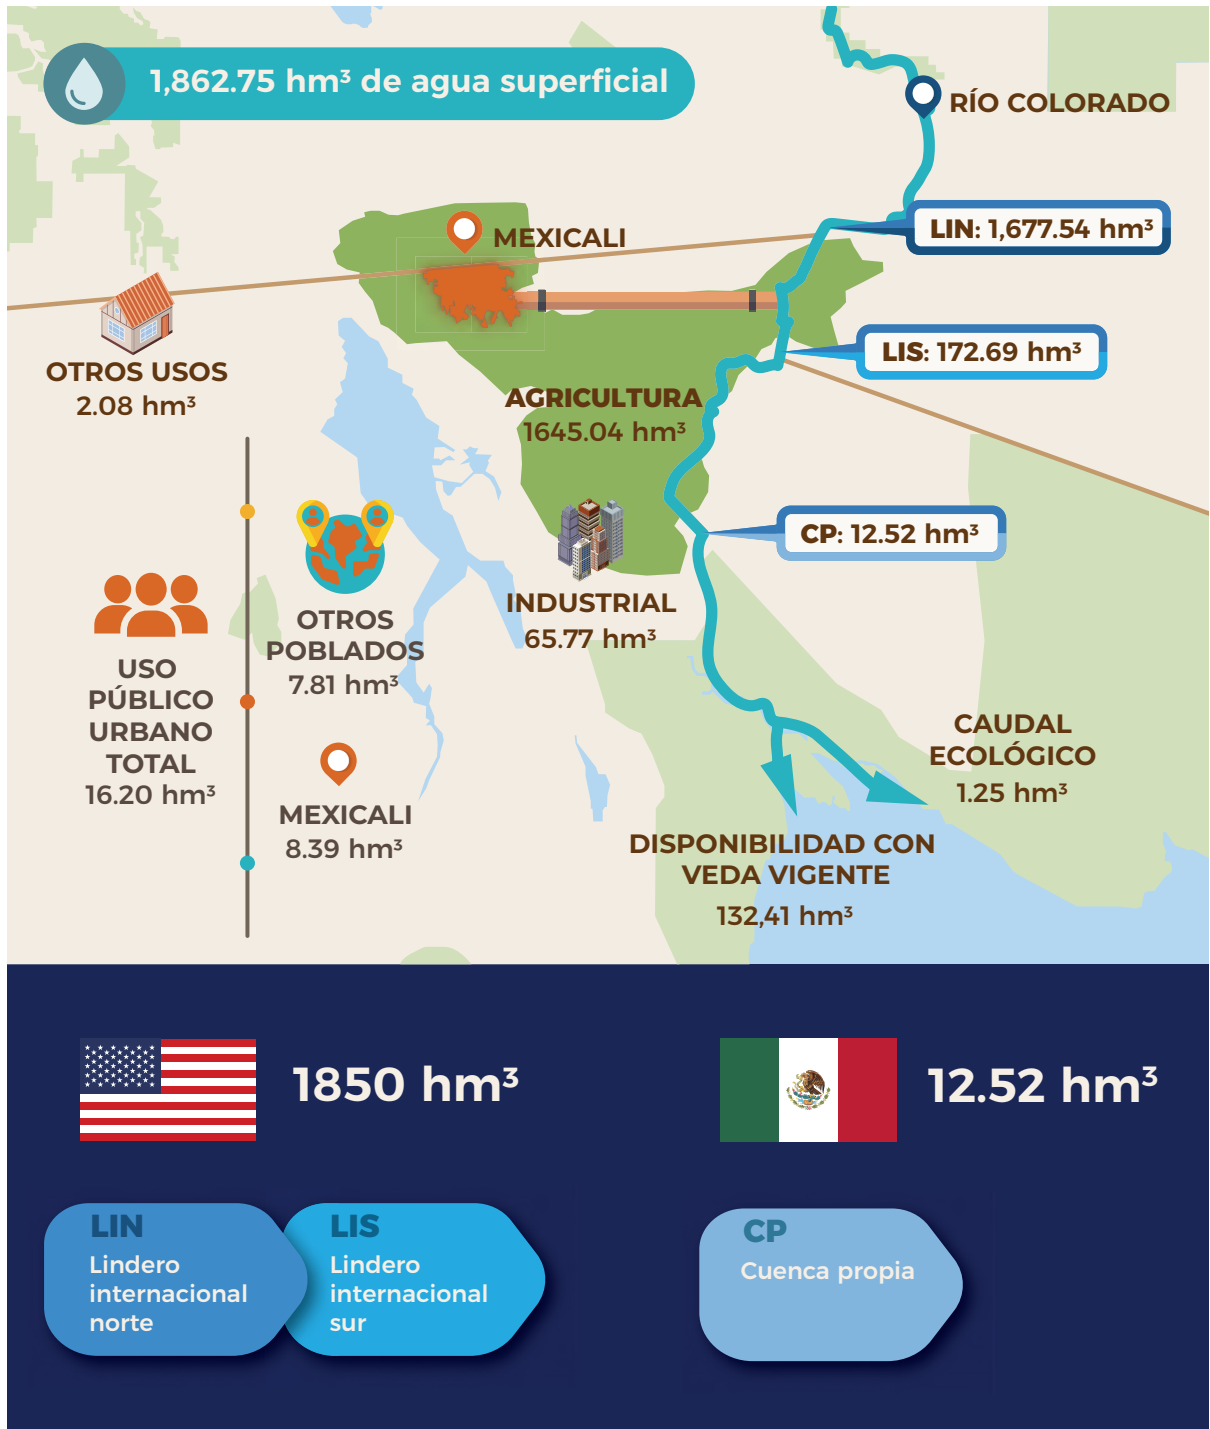 1,862.75 hm³ de agua superficial
RÍO COLORADO
LIN: 1,677.54 hm³
MEXICALI
LIS: 172.69 hm³
OTROS USOS
2.08 hm³
AGRICULTURA
1645.04 hm³
CP: 12.52 hm³
INDUSTRIAL
65.77 hm³
OTROS
POBLADOS
7.81 hm³
USO
PÚBLICO
URBANO
TOTAL
16.20 hm³
MEXICALI
8.39 hm³
CAUDAL
ECOLÓGICO
1.25 hm³
DISPONIBILIDAD CON
VEDA VIGENTE
132,41 hm³
1850 hm³
12.52 hm³
LIN
Lindero
internacional
norte
LIS
Lindero
internacional
sur
CP
Cuenca propia